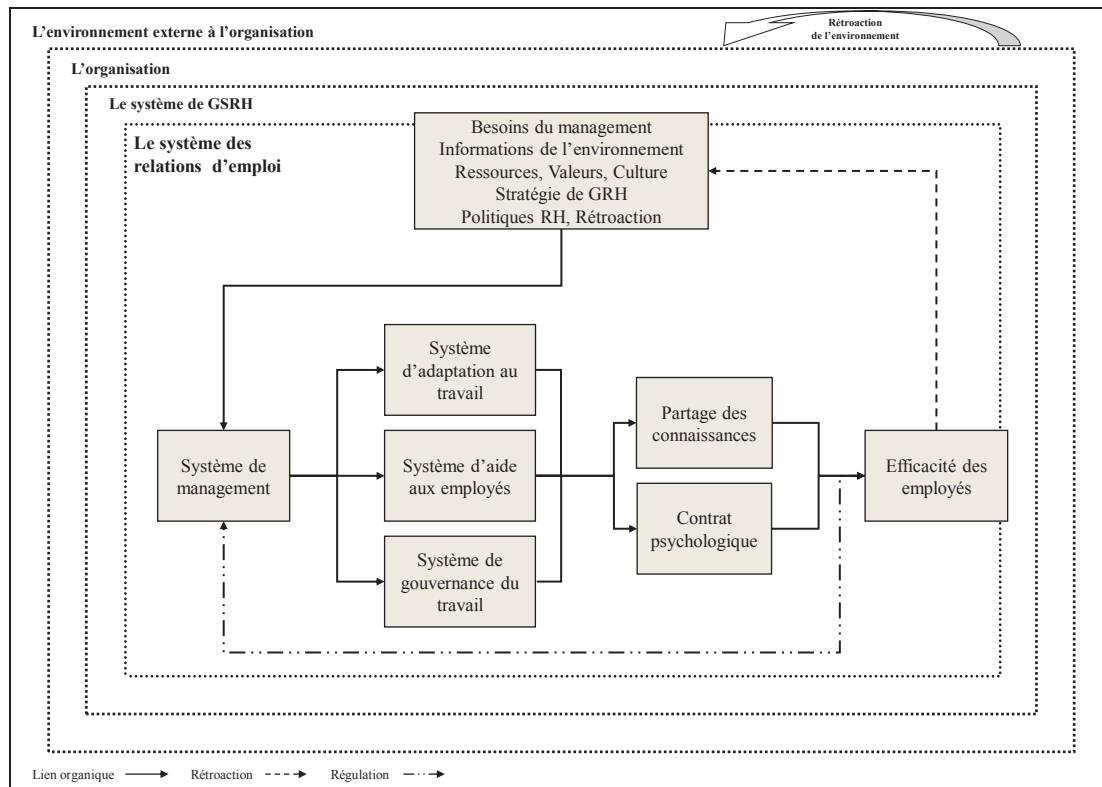 L'environnement externe à l'organisation
Rétroaction
de l'environnement
L'organisation
Le système de GSRH
Le système des
relations d'emploi
Besoins du management
Informations de l'environnement
Ressources, Valeurs, Culture
Stratégie de GRH
Politiques RH, Rétroaction
Système
d'adaptation au
travail
Système de
management
Système d'aide
aux employés
Système de
gouvernance du
travail
Partage des
connaissances
Contrat
psychologique
Efficacité des
employés
Lien organique
Rétroaction
Régulation